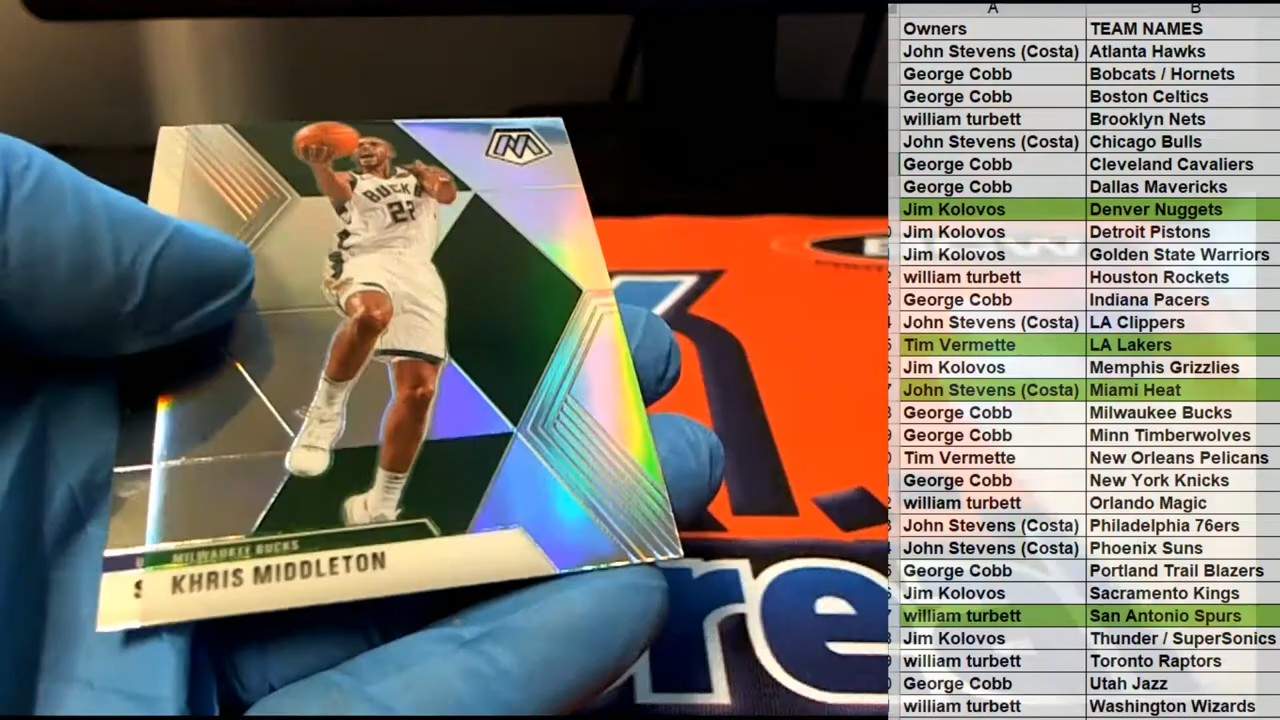 BUCKS
22
MILWAUKEE BUCKS
KHRIS MIDDLETON
re
A B
Owners TEAM NAMES
John Stevens (Costa) Atlanta Hawks
George Cobb Bobcats / Hornets
George Cobb Boston Celtics
william turbett Brooklyn Nets
John Stevens (Costa) Chicago Bulls
George Cobb Cleveland Cavaliers
George Cobb Dallas Mavericks
Jim Kolovos Denver Nuggets
Jim Kolovos Detroit Pistons
Jim Kolovos Golden State Warriors
william turbett Houston Rockets
George Cobb Indiana Pacers
John Stevens (Costa) LA Clippers
Tim Vermette LA Lakers
Jim Kolovos Memphis Grizzlies
John Stevens (Costa) Miami Heat
George Cobb Milwaukee Bucks
George Cobb Minn Timberwolves
Tim Vermette New Orleans Pelicans
George Cobb New York Knicks
william turbett Orlando Magic
John Stevens (Costa) Philadelphia 76ers
John Stevens (Costa) Phoenix Suns
George Cobb Portland Trail Blazers
Jim Kolovos Sacramento Kings
william turbett San Antonio Spurs
Jim Kolovos Thunder / SuperSonics
william turbett Toronto Raptors
George Cobb Utah Jazz
william turbett Washington Wizards